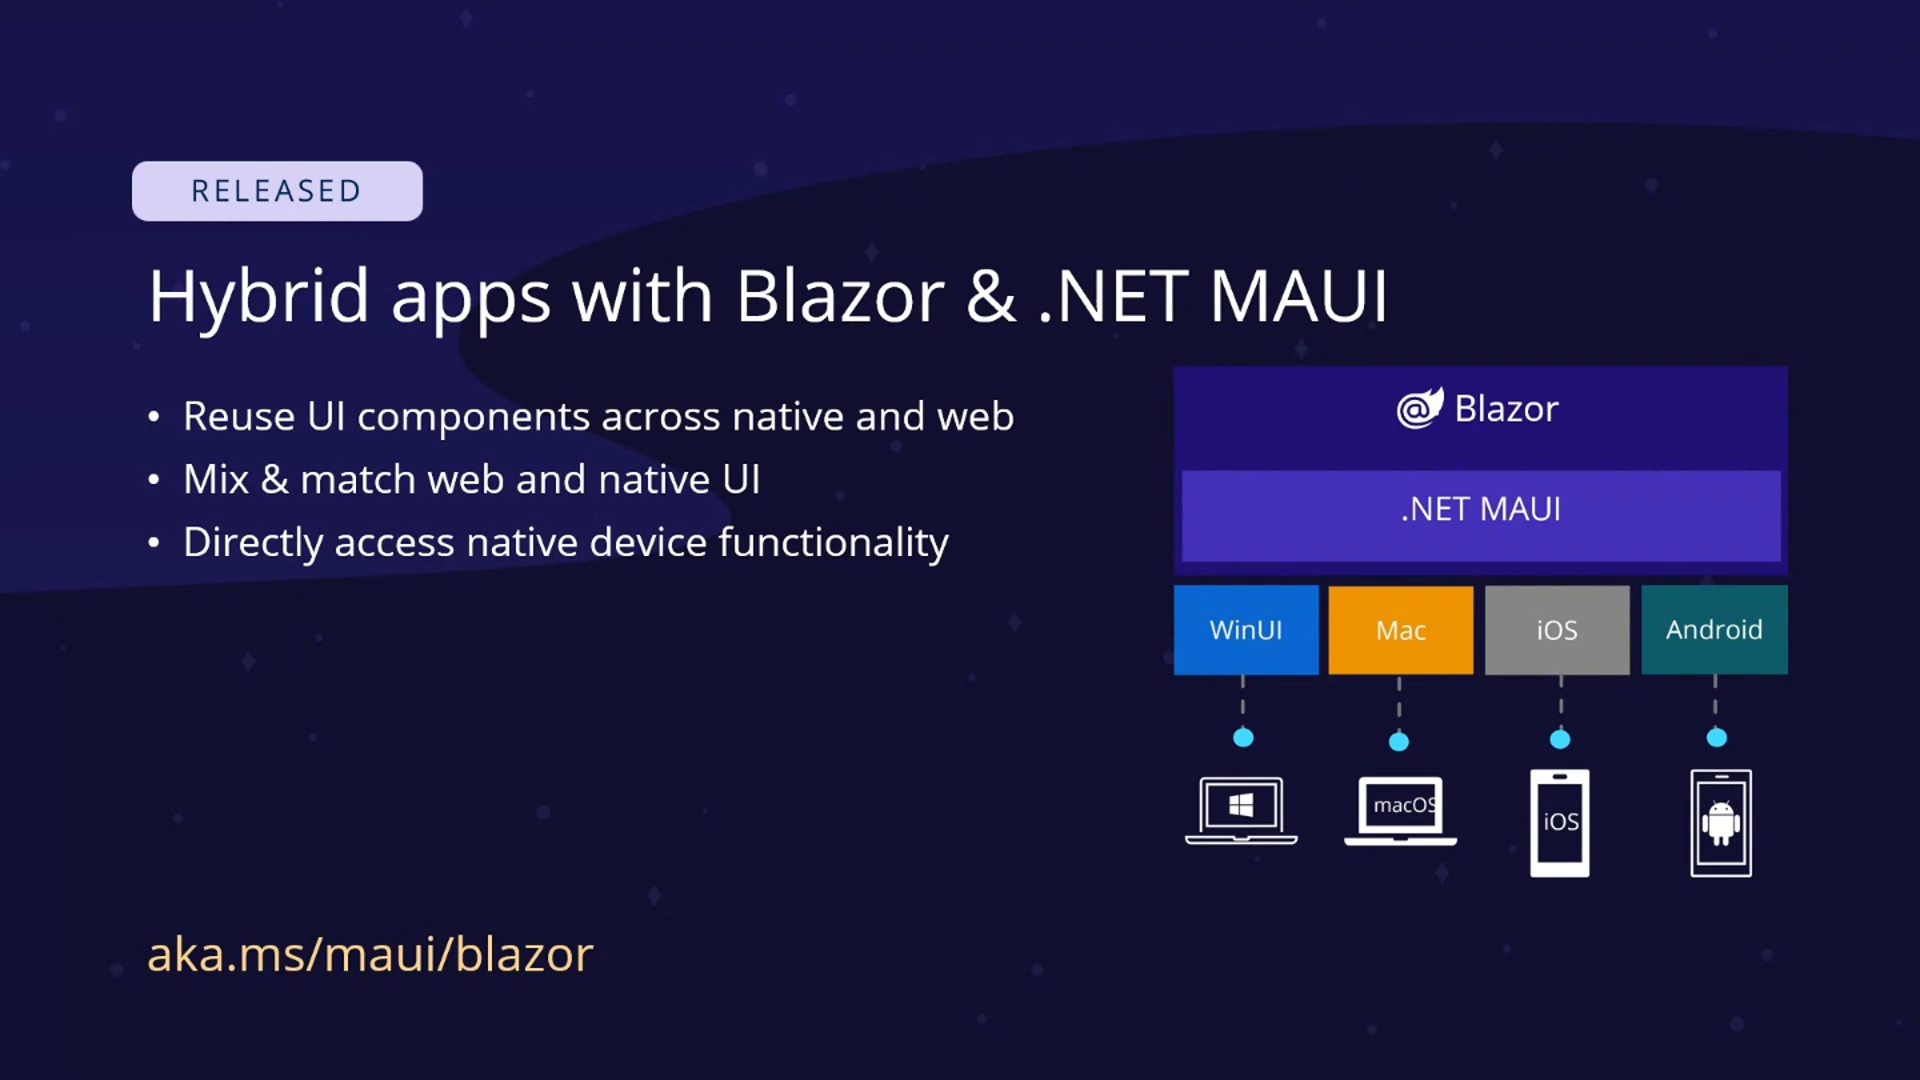 RELEASED
Hybrid apps with Blazor & .NET MAUI
• Reuse UI components across native and web
• Mix & match web and native UI
• Directly access native device functionality
Blazor
.NET MAUI
WinUI
Mac
iOS
Android
macOS
iOS
aka.ms/maui/blazor